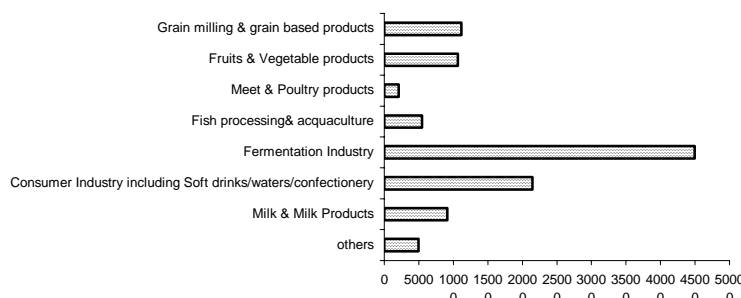 Grain milling & grain based products
Fruits & Vegetable products
Meet & Poultry products
Fish processing& acquaculture
Fermentation Industry
Consumer Industry including Soft drinks/waters/confectionery
Milk & Milk Products
others
0 5000 1000 1500 2000 2500 3000 3500 4000 4500 5000
0 0 0 0 0 0 0 0 0